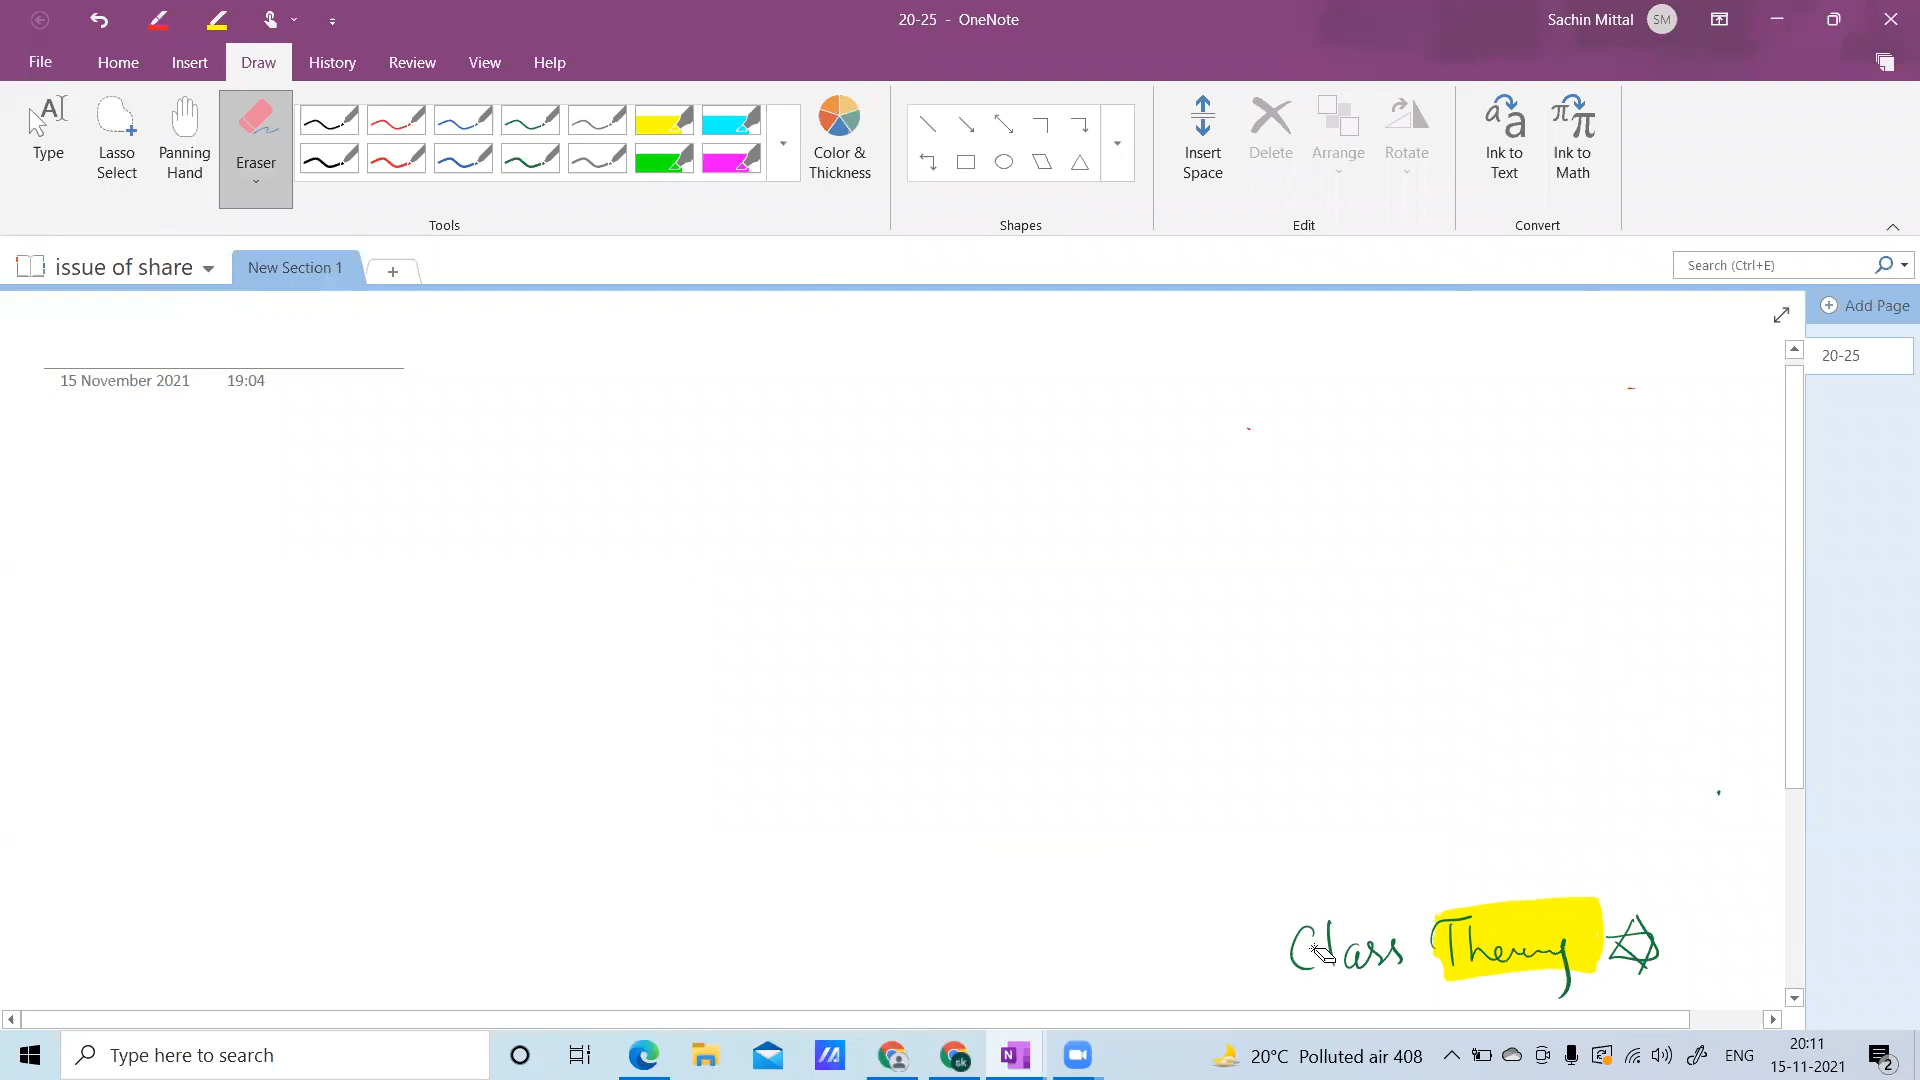 20-25 - OneNote
Sachin Mittal SM
File Home Insert Draw History Review View Help
Type
Lasso Select
Panning Hand
Eraser
Color & Thickness
Insert Space
Delete
Arrange
Rotate
Ink to Text
Ink to Math
Tools Shapes Edit Convert
issue of share New Section 1
Search (Ctrl+E)
Add Page
20-25
15 November 2021 19:04
Class Theory
Type here to search
20°C Polluted air 408
ENG
20:11
15-11-2021
2